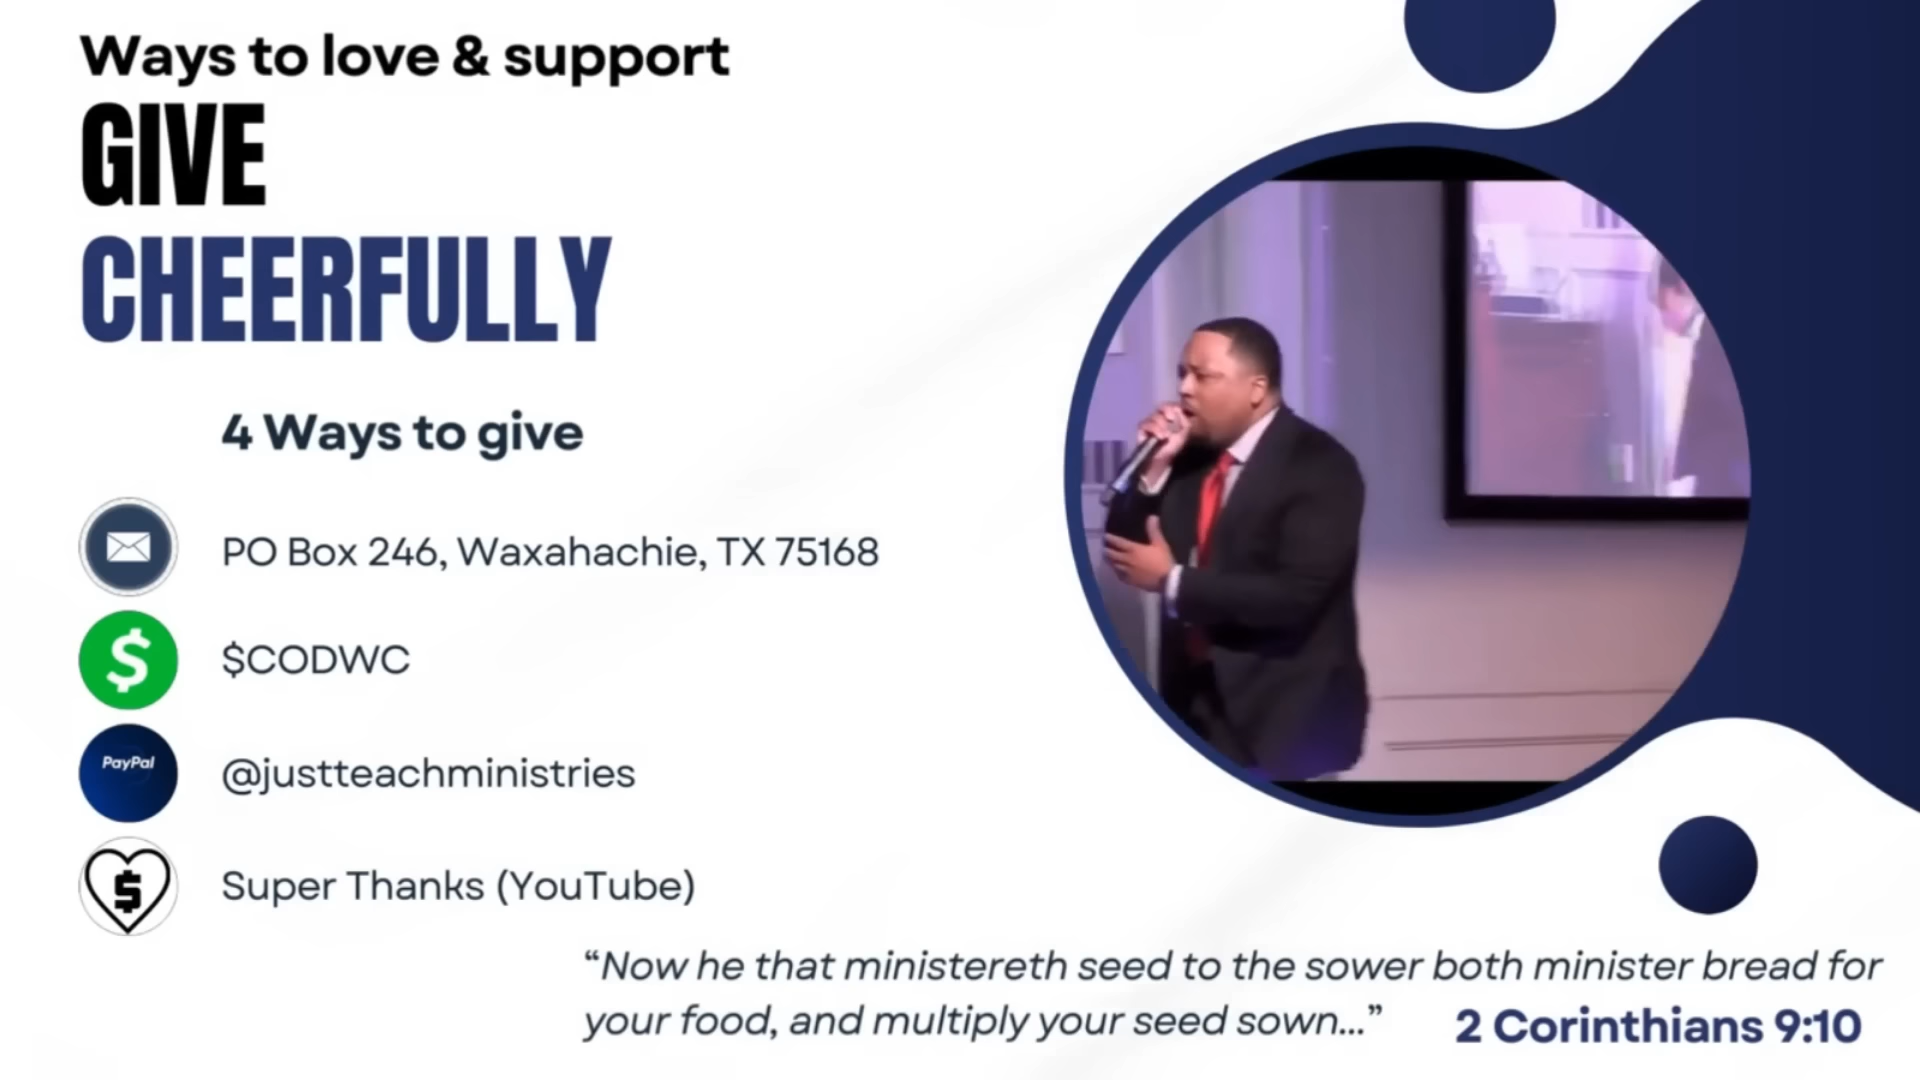 Ways to love & support
GIVE
CHEERFULLY
4 Ways to give
PO Box 246, Waxahachie, TX 75168
$
$CODWC
PayPal
@justteachministries
$
Super Thanks (YouTube)
“Now he that ministereth seed to the sower both minister bread for
your food, and multiply your seed sown...”
2 Corinthians 9:10